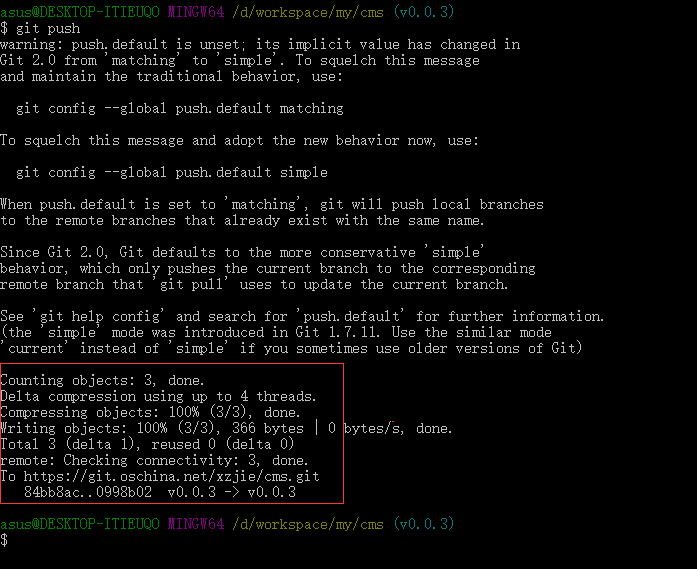 asus@DESKTOP-ITIEUQO MINGW64 /d/workspace/my/cms (v0.0.3)
$ git push
warning: push.default is unset; its implicit value has changed in
Git 2.0 from 'matching' to 'simple'. To squelch this message
and maintain the traditional behavior, use:
git config --global push.default matching
To squelch this message and adopt the new behavior now, use:
git config --global push.default simple
When push.default is set to 'matching', git will push local branches
to the remote branches that already exist with the same name.
Since Git 2.0, Git defaults to the more conservative 'simple'
behavior, which only pushes the current branch to the corresponding
remote branch that 'git pull' uses to update the current branch.
See 'git help config' and search for 'push.default' for further information.
(the 'simple' mode was introduced in Git 1.7.11. Use the similar mode
'current' instead of 'simple' if you sometimes use older versions of Git)
Counting objects: 3, done.
Delta compression using up to 4 threads.
Compressing objects: 100% (3/3), done.
Writing objects: 100% (3/3), 366 bytes | 0 bytes/s, done.
Total 3 (delta 1), reused 0 (delta 0)
remote: Checking connectivity: 3, done.
To https://git.oschina.net/xzjie/cms.git
84bb8ac..0998b02 v0.0.3 -> v0.0.3
asus@DESKTOP-ITIEUQO MINGW64 /d/workspace/my/cms (v0.0.3)
$